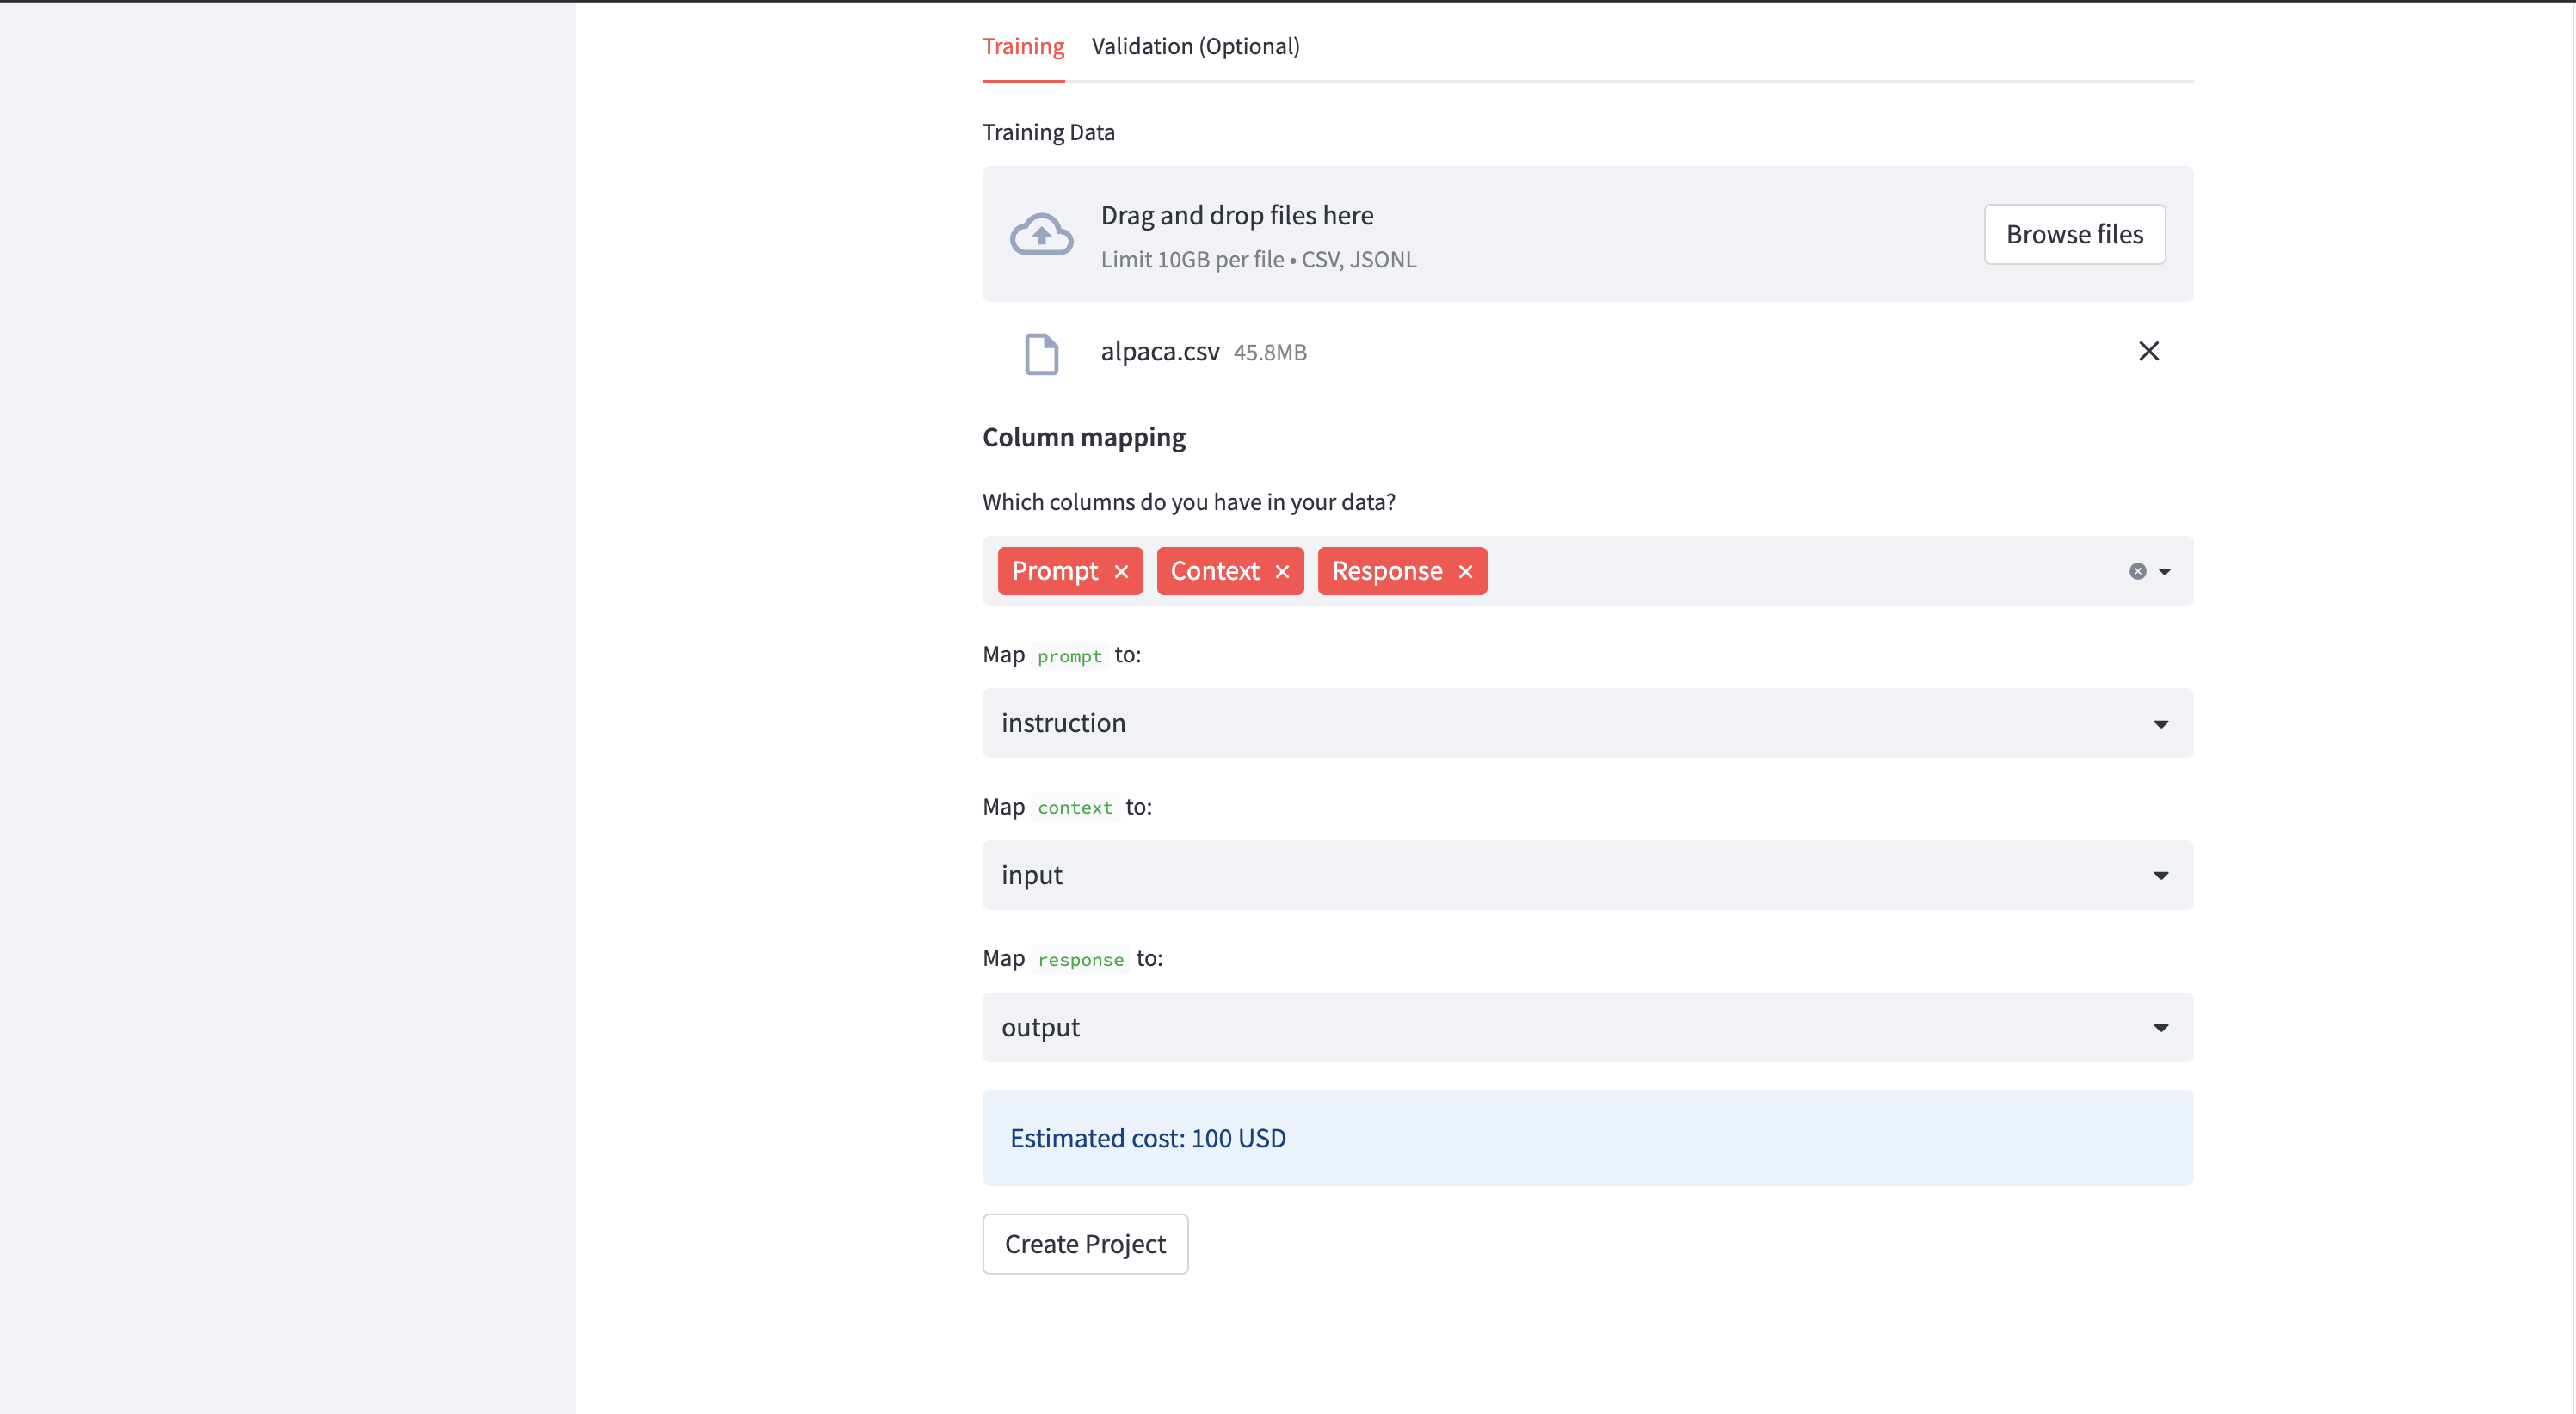 Training Validation (Optional)
Training Data
Drag and drop files here
Limit 10GB per file • CSV, JSONL
Browse files
alpaca.csv 45.8MB
Column mapping
Which columns do you have in your data?
Prompt Context Response
Map prompt to:
instruction
Map context to:
input
Map response to:
output
Estimated cost: 100 USD
Create Project